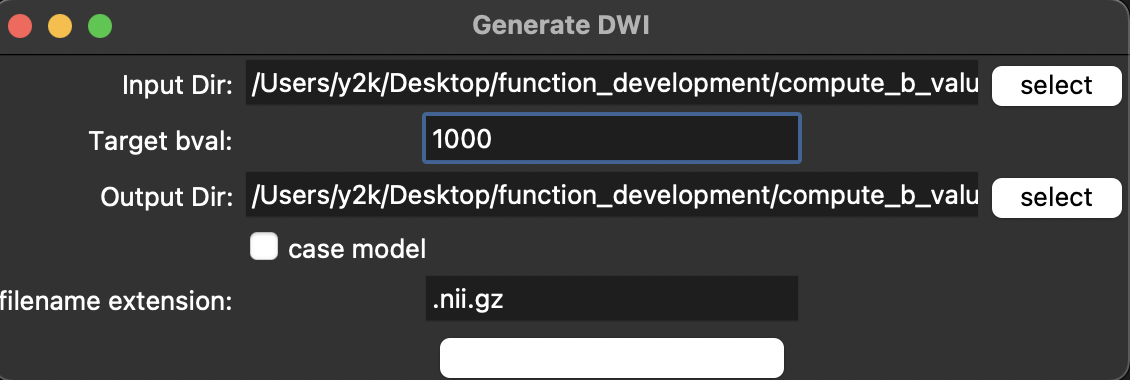 Generate DWI
Input Dir: /Users/y2k/Desktop/function_development/compute_b_valu select
Target bval: 1000
Output Dir: /Users/y2k/Desktop/function_development/compute_b_valu select
case model
filename extension: .nii.gz